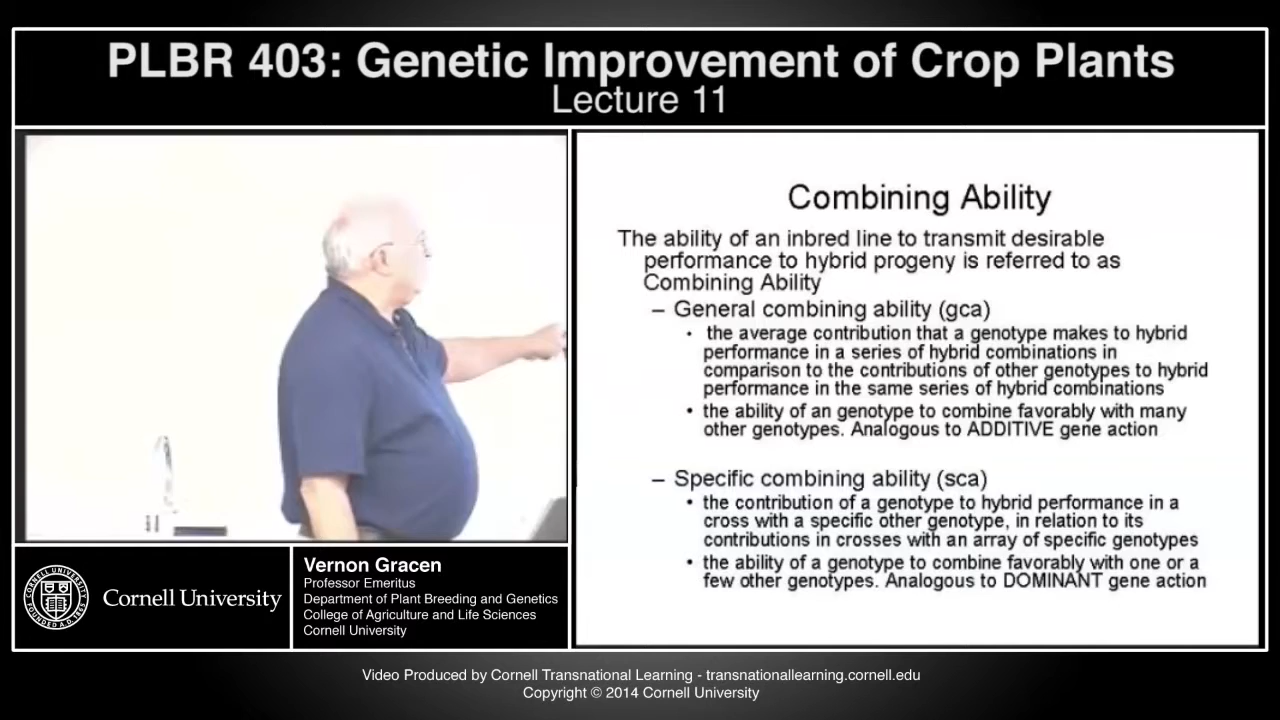 PLBR 403: Genetic Improvement of Crop Plants
Lecture 11
Combining Ability
The ability of an inbred line to transmit desirable
performance to hybrid progeny is referred to as
Combining Ability
– General combining ability (gca)
• the average contribution that a genotype makes to hybrid
performance in a series of hybrid combinations in
comparison to the contributions of other genotypes to hybrid
performance in the same series of hybrid combinations
• the ability of an genotype to combine favorably with many
other genotypes. Analogous to ADDITIVE gene action
– Specific combining ability (sca)
• the contribution of a genotype to hybrid performance in a
cross with a specific other genotype, in relation to its
contributions in crosses with an array of specific genotypes
• the ability of a genotype to combine favorably with one or a
few other genotypes. Analogous to DOMINANT gene action
Cornell University
Vernon Gracen
Professor Emeritus
Department of Plant Breeding and Genetics
College of Agriculture and Life Sciences
Cornell University
Video Produced by Cornell Transnational Learning - transnationallearning.cornell.edu
Copyright © 2014 Cornell University